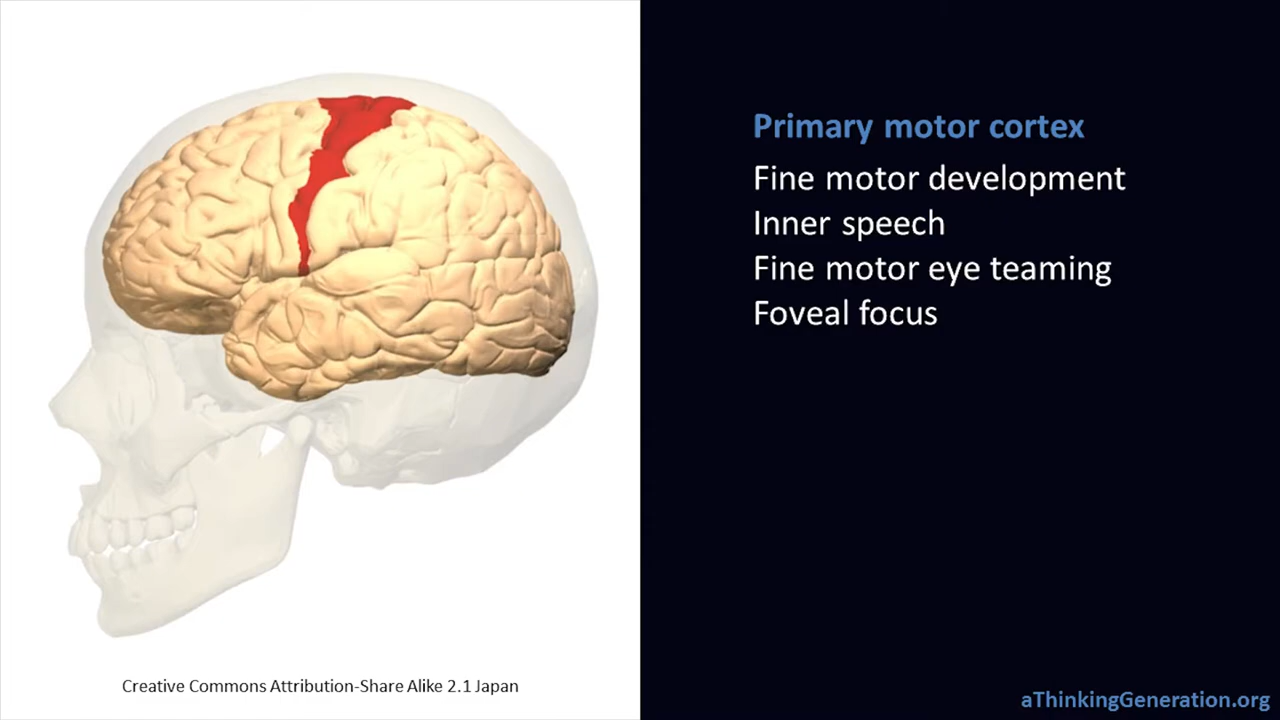 Primary motor cortex
Fine motor development
Inner speech
Fine motor eye teaming
Foveal focus
Creative Commons Attribution-Share Alike 2.1 Japan
aThinkingGeneration.org